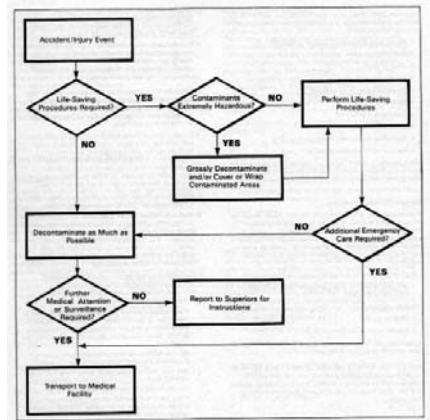 Accident/Injury Event
Life-Saving
Procedures Required?
YES
Contaminants
Extremely Hazardous?
NO
Perform Life-Saving
Procedures
NO
YES
Grossly Decontaminate
and/or Cover or Wrap
Contaminated Areas
Decontaminate as Much as
Possible
NO
Additional Emergency
Care Required?
YES
Further
Medical Attention
or Surveillance
Required?
NO
Report to Superiors for
Instructions
YES
Transport to Medical
Facility